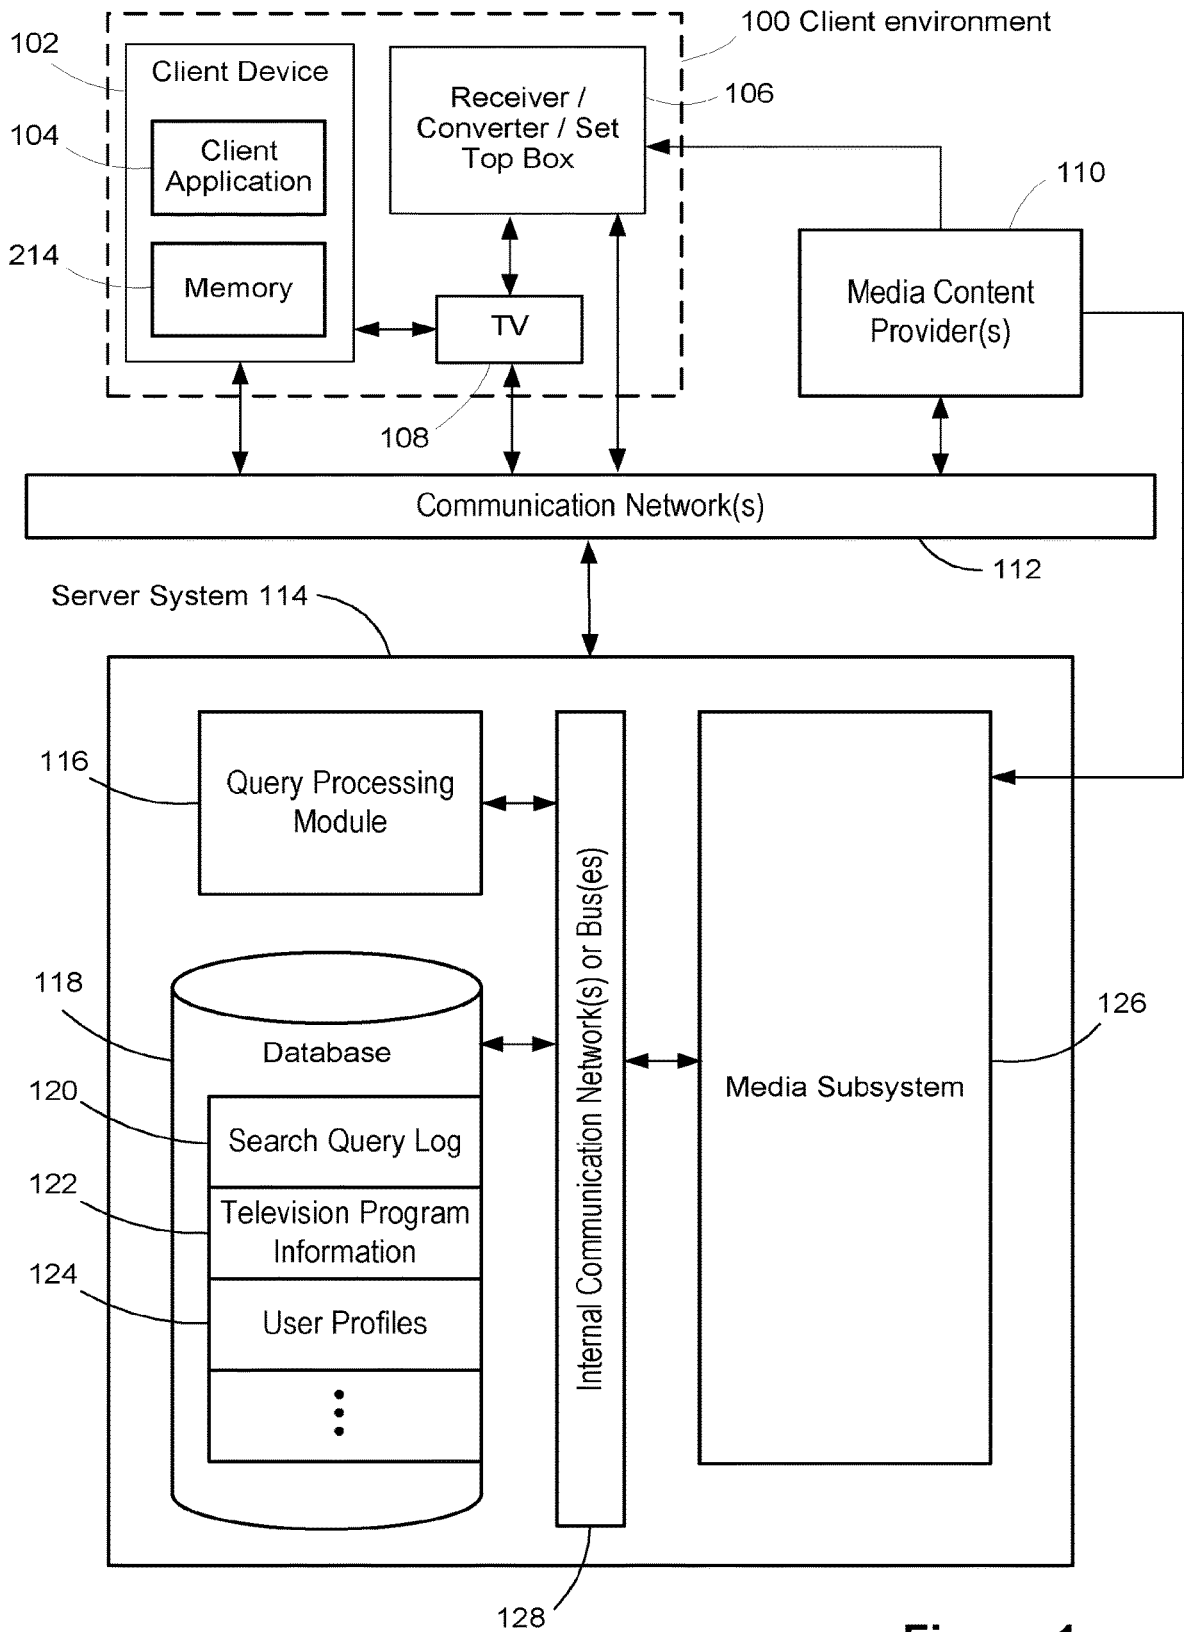 100 Client environment
102
Client Device
104
Client
Application
214
Memory
Receiver /
Converter / Set
Top Box
106
TV
108
110
Media Content
Provider(s)
Communication Network(s)
112
Server System 114
116
Query Processing
Module
118
Database
120
Search Query Log
122
Television Program
Information
124
User Profiles
Internal Communication Network(s) or Bus(es)
128
Media Subsystem
126
Figure 1